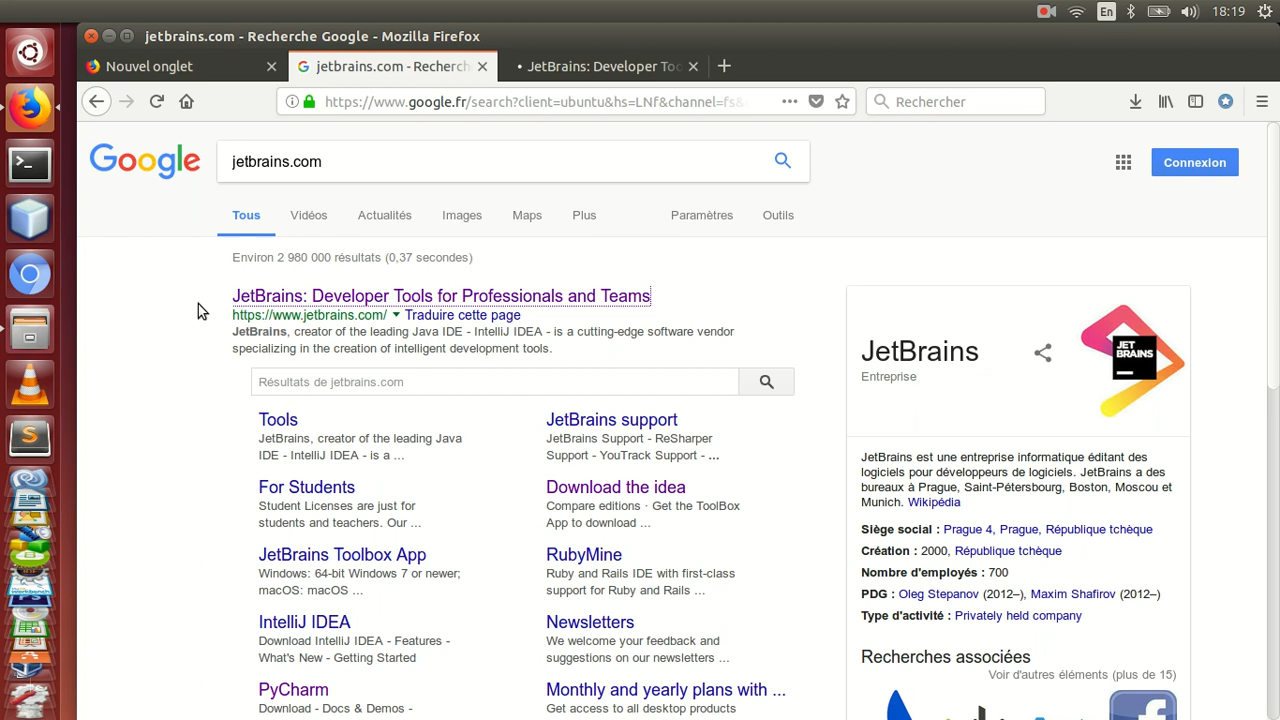 En
18:19
jetbrains.com - Recherche Google - Mozilla Firefox
Nouvel onglet
jetbrains.com - Recherch
JetBrains: Developer Too
https://www.google.fr/search?client=ubuntu&hs=LNf&channel=fs&
Rechercher
Google
jetbrains.com
Connexion
Tous
Vidéos
Actualités
Images
Maps
Plus
Paramètres
Outils
Environ 2 980 000 résultats (0,37 secondes)
JetBrains: Developer Tools for Professionals and Teams
https://www.jetbrains.com/ Traduire cette page
JetBrains, creator of the leading Java IDE - IntelliJ IDEA - is a cutting-edge software vendor
specializing in the creation of intelligent development tools.
Résultats de jetbrains.com
Tools
JetBrains, creator of the leading Java
IDE - IntelliJ IDEA - is a ...
JetBrains support
JetBrains Support - ReSharper
Support - YouTrack Support - ...
For Students
Student Licenses are just for
students and teachers. Our ...
Download the idea
Compare editions · Get the ToolBox
App to download ...
JetBrains Toolbox App
Windows: 64-bit Windows 7 or newer;
macOS: macOS ...
RubyMine
Ruby and Rails IDE with first-class
support for Ruby and Rails ...
IntelliJ IDEA
Download IntelliJ IDEA - Features -
What's New - Getting Started
Newsletters
We welcome your feedback and
suggestions on our newsletters ...
PyCharm
Download - Docs & Demos -
Monthly and yearly plans with ...
Get access to all desktop products
JetBrains
Entreprise
JET
BRAINS
JetBrains est une entreprise informatique éditant des
logiciels pour développeurs de logiciels. JetBrains a des
bureaux à Prague, Saint-Pétersbourg, Boston, Moscou et
Munich. Wikipédia
Siège social : Prague 4, Prague, République tchèque
Création : 2000, République tchèque
Nombre d'employés : 700
PDG : Oleg Stepanov (2012–), Maxim Shafirov (2012–)
Type d'activité : Privately held company
Recherches associées
Voir d'autres éléments (plus de 15)